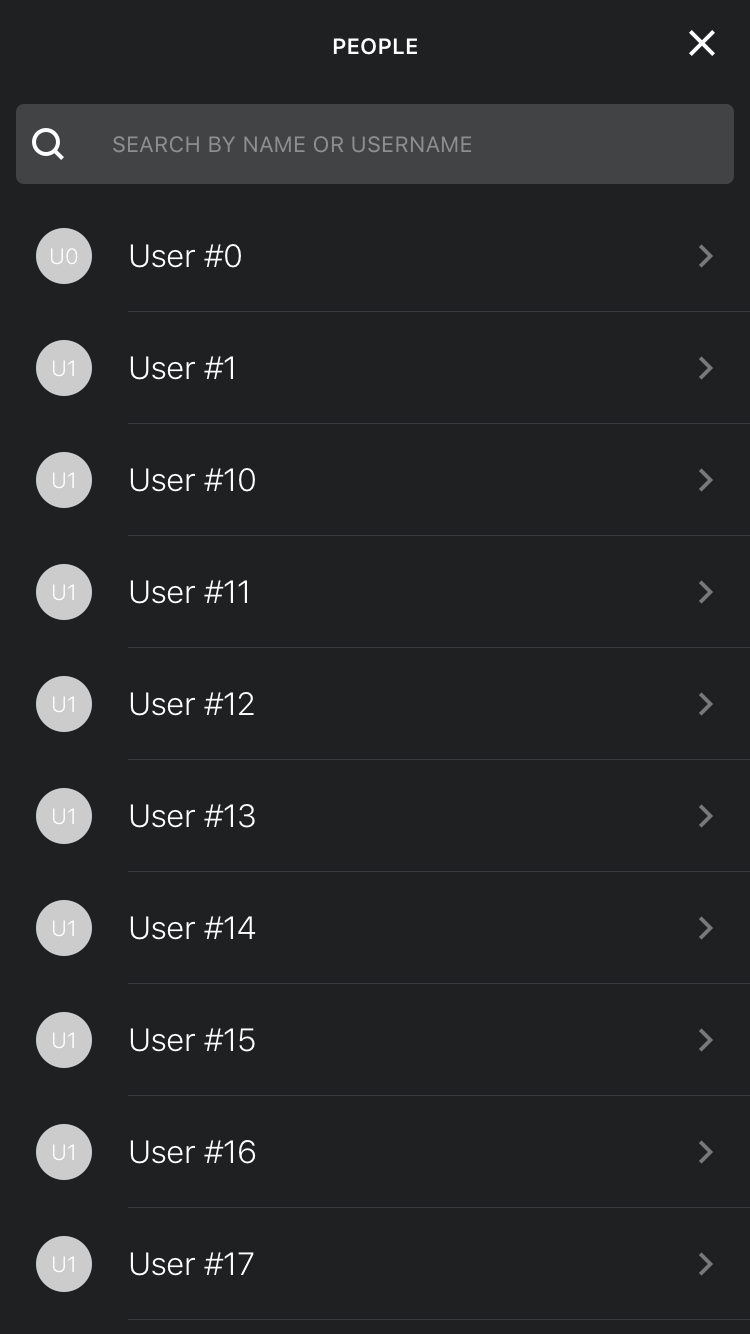 PEOPLE
SEARCH BY NAME OR USERNAME
U0 User #0
U1 User #1
U1 User #10
U1 User #11
U1 User #12
U1 User #13
U1 User #14
U1 User #15
U1 User #16
U1 User #17